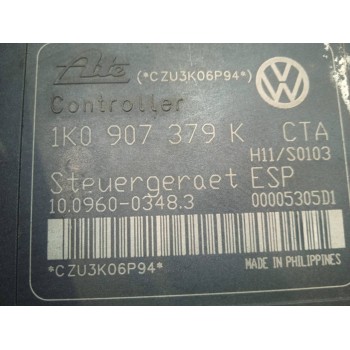 Ate (*CZU3K06P94*)
Controller
1K0 907 379 K CTA
H11/S0103
Steuergeraet ESP
10.0960-0348.3 00005305D1
*CZU3K06P94*
MADE IN PHILIPPINES